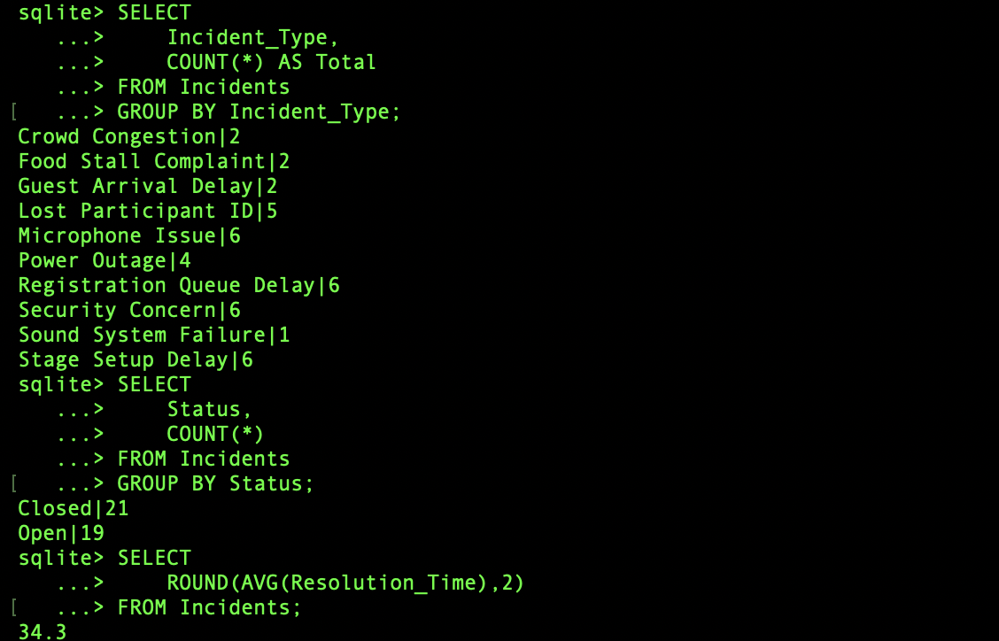 sqlite> SELECT
   ...>     Incident_Type,
   ...>     COUNT(*) AS Total
   ...> FROM Incidents
[   ...> GROUP BY Incident_Type;
Crowd Congestion|2
Food Stall Complaint|2
Guest Arrival Delay|2
Lost Participant ID|5
Microphone Issue|6
Power Outage|4
Registration Queue Delay|6
Security Concern|6
Sound System Failure|1
Stage Setup Delay|6
sqlite> SELECT
   ...>     Status,
   ...>     COUNT(*)
   ...> FROM Incidents
[   ...> GROUP BY Status;
Closed|21
Open|19
sqlite> SELECT
   ...>     ROUND(AVG(Resolution_Time),2)
[   ...> FROM Incidents;
34.3